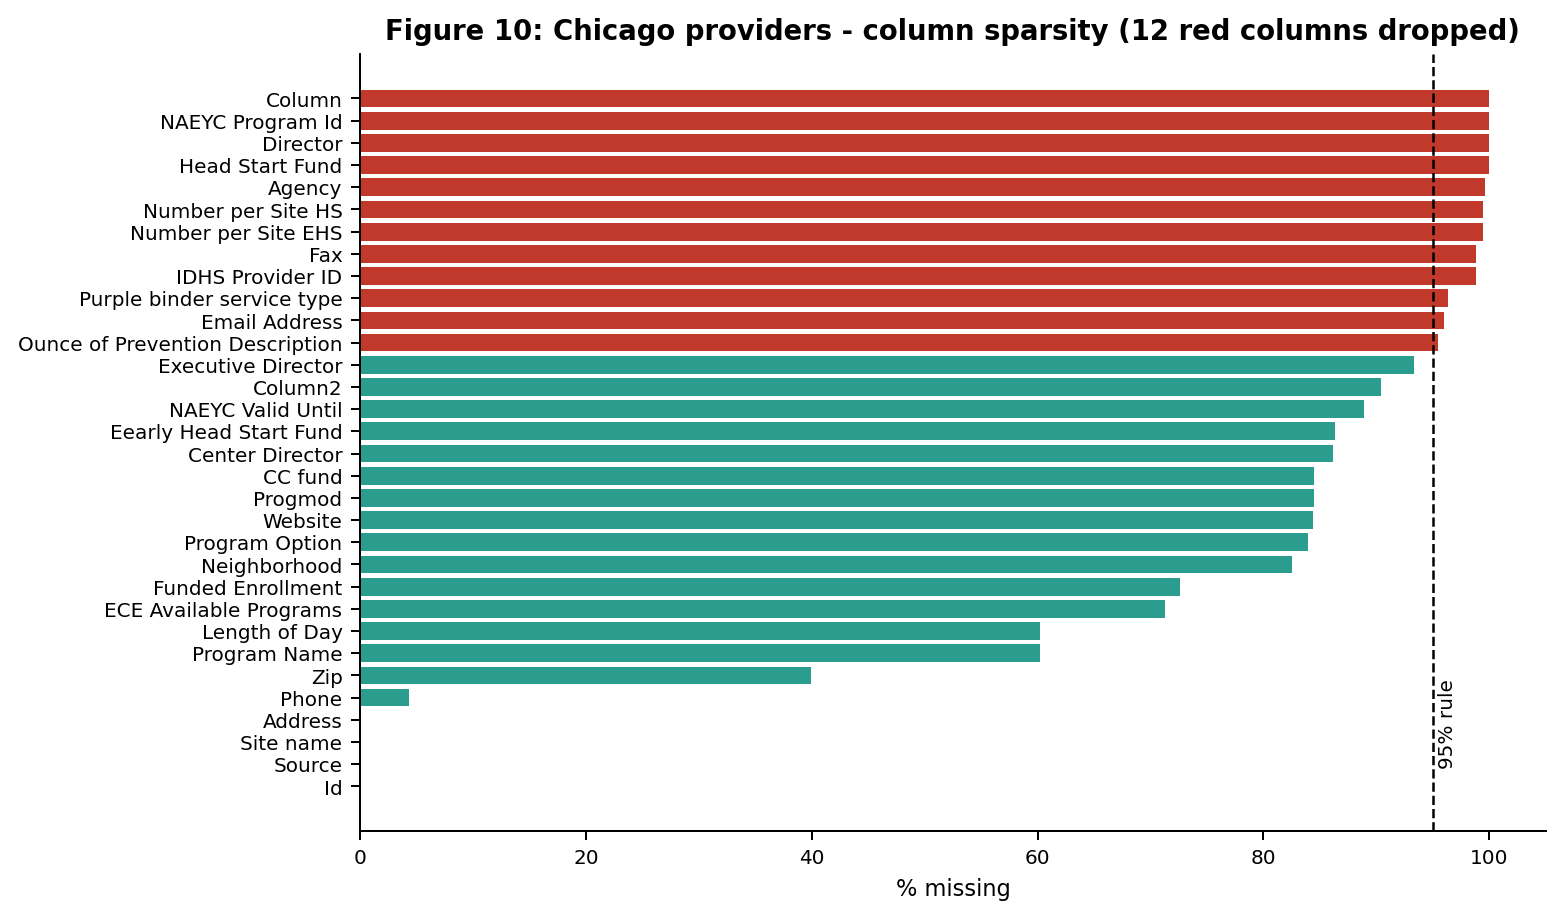 Figure 10: Chicago providers - column sparsity (12 red columns dropped)
Column
NAEYC Program Id
Director
Head Start Fund
Agency
Number per Site HS
Number per Site EHS
Fax
IDHS Provider ID
Purple binder service type
Email Address
Ounce of Prevention Description
Executive Director
Column2
NAEYC Valid Until
Eearly Head Start Fund
Center Director
CC fund
Progmod
Website
Program Option
Neighborhood
Funded Enrollment
ECE Available Programs
Length of Day
Program Name
Zip
Phone
Address
Site name
Source
Id
95% rule
0 20 40 60 80 100
% missing